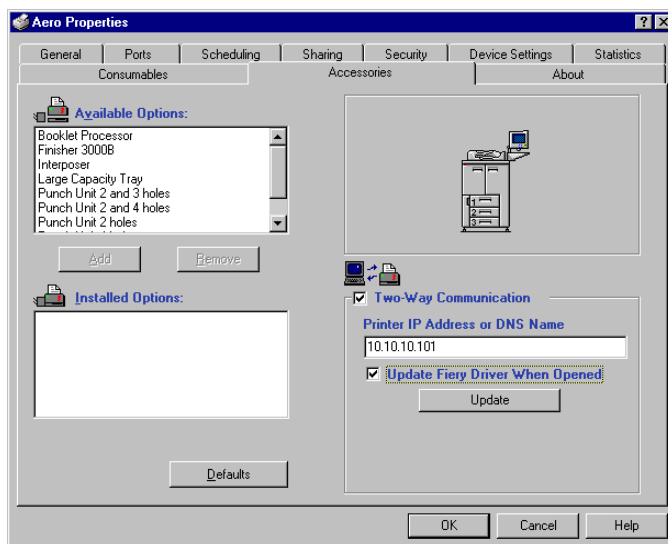 Aero Properties
General Ports Scheduling Sharing Security Device Settings Statistics
Consumables Accessories About
Available Options:
Booklet Processor
Finisher 3000B
Interposer
Large Capacity Tray
Punch Unit 2 and 3 holes
Punch Unit 2 and 4 holes
Punch Unit 2 holes
Add Remove
Installed Options:
Defaults
1
2
3
Two-Way Communication
Printer IP Address or DNS Name
10.10.10.101
Update Fiery Driver When Opened
Update
OK Cancel Help